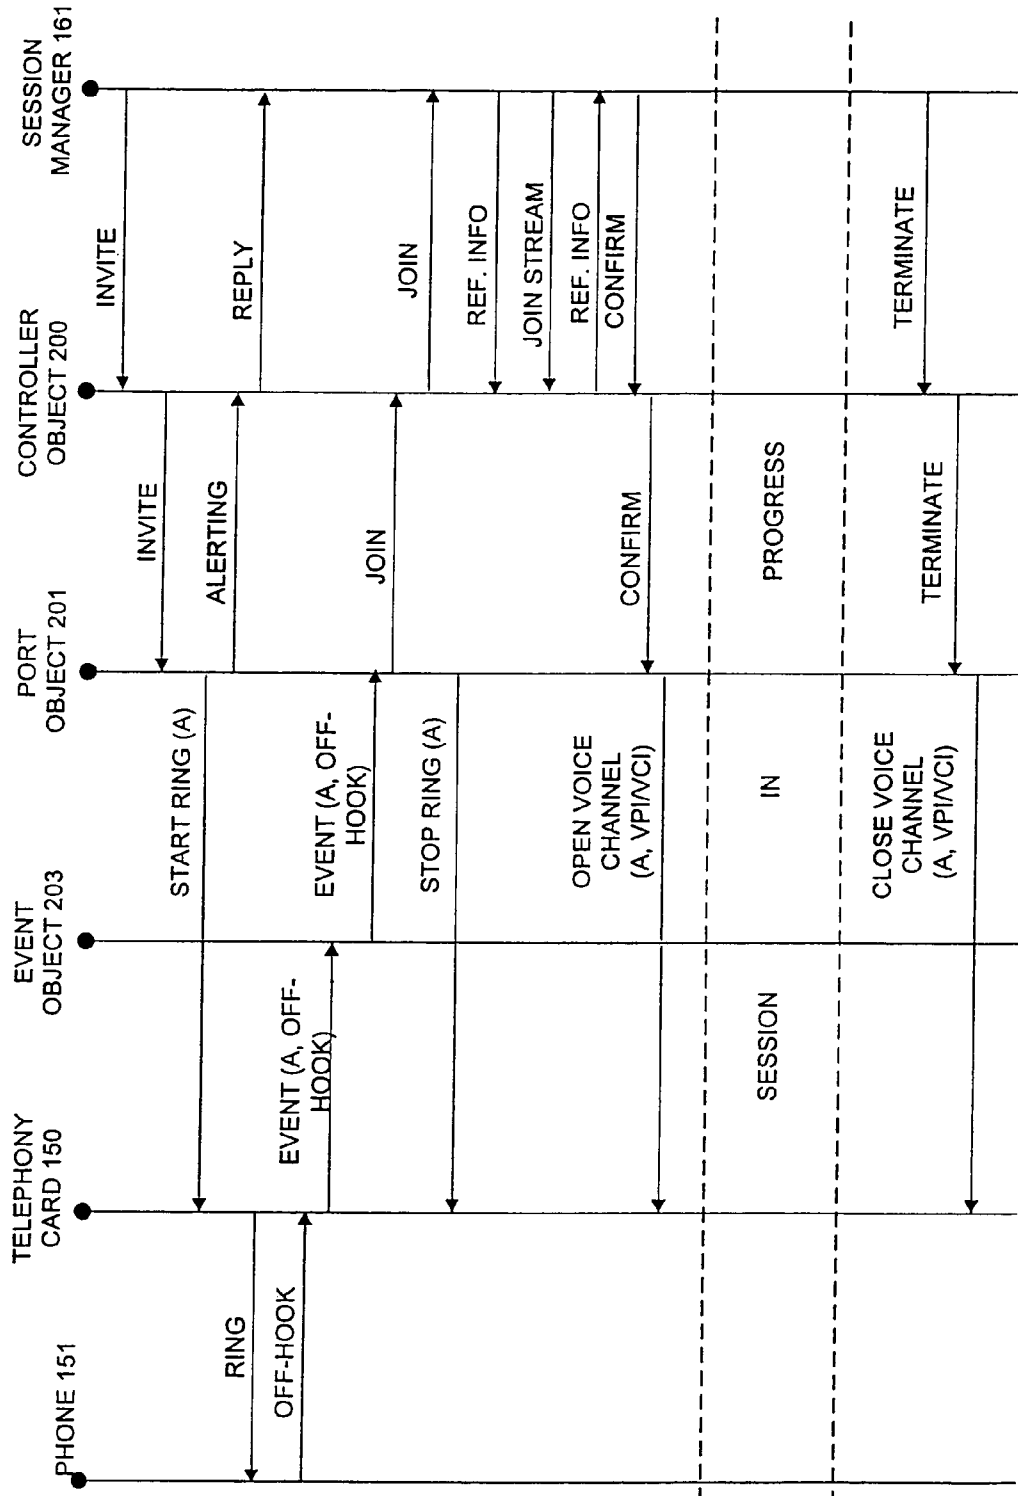 PHONE 151
TELEPHONY
CARD 150
EVENT
OBJECT 203
PORT
OBJECT 201
CONTROLLER
OBJECT 200
SESSION
MANAGER 161
INVITE
INVITE
START RING (A)
ALERTING
REPLY
RING
OFF-HOOK
EVENT (A, OFF-
HOOK)
EVENT (A, OFF-
HOOK)
JOIN
JOIN
STOP RING (A)
REF. INFO
JOIN STREAM
REF. INFO
CONFIRM
CONFIRM
OPEN VOICE
CHANNEL
(A, VPI/VCI)
SESSION
IN
PROGRESS
TERMINATE
TERMINATE
CLOSE VOICE
CHANNEL
(A, VPI/VCI)